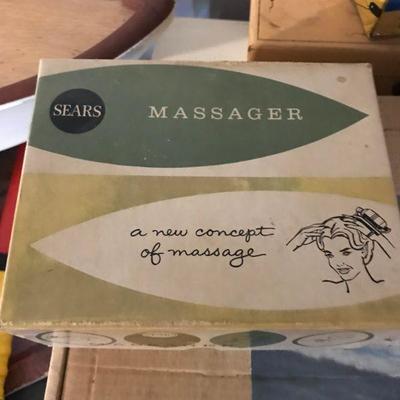 SEARS
MASSAGER
a new concept
of massage